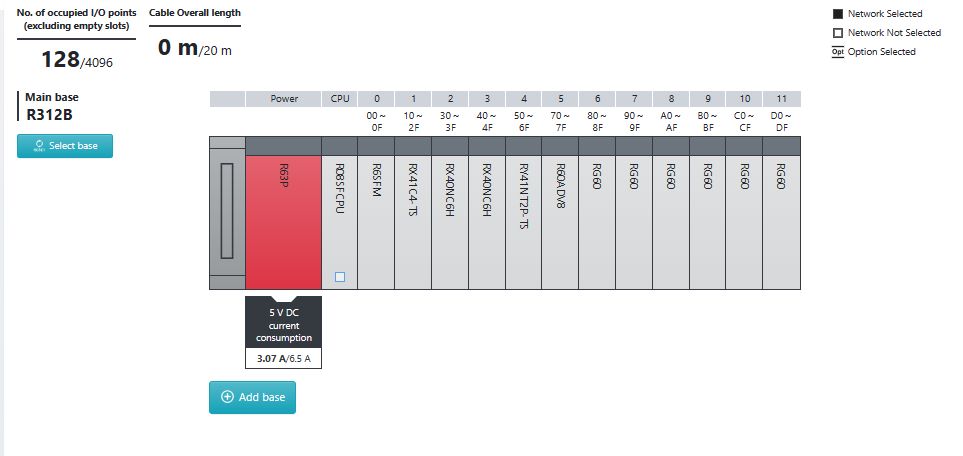 No. of occupied I/O points
(excluding empty slots)
128/4096
Cable Overall length
0 m/20 m
Network Selected
Network Not Selected
Opt Option Selected
Main base
R312B
Select base
Power CPU 0 1 2 3 4 5 6 7 8 9 10 11
00 ~ 10 ~ 30 ~ 40 ~ 50 ~ 70 ~ 80 ~ 90 ~ A0 ~ B0 ~ C0 ~ D0 ~
0F 2F 3F 4F 6F 7F 8F 9F AF BF CF DF
R63P
R08SFCPU
R6SFM
RX41C4-TS
RX40NC6H
RX40NC6H
RY41NT2P-TS
R60ADV8
RG60
RG60
RG60
RG60
RG60
RG60
5 V DC
current
consumption
3.07 A/6.5 A
Add base